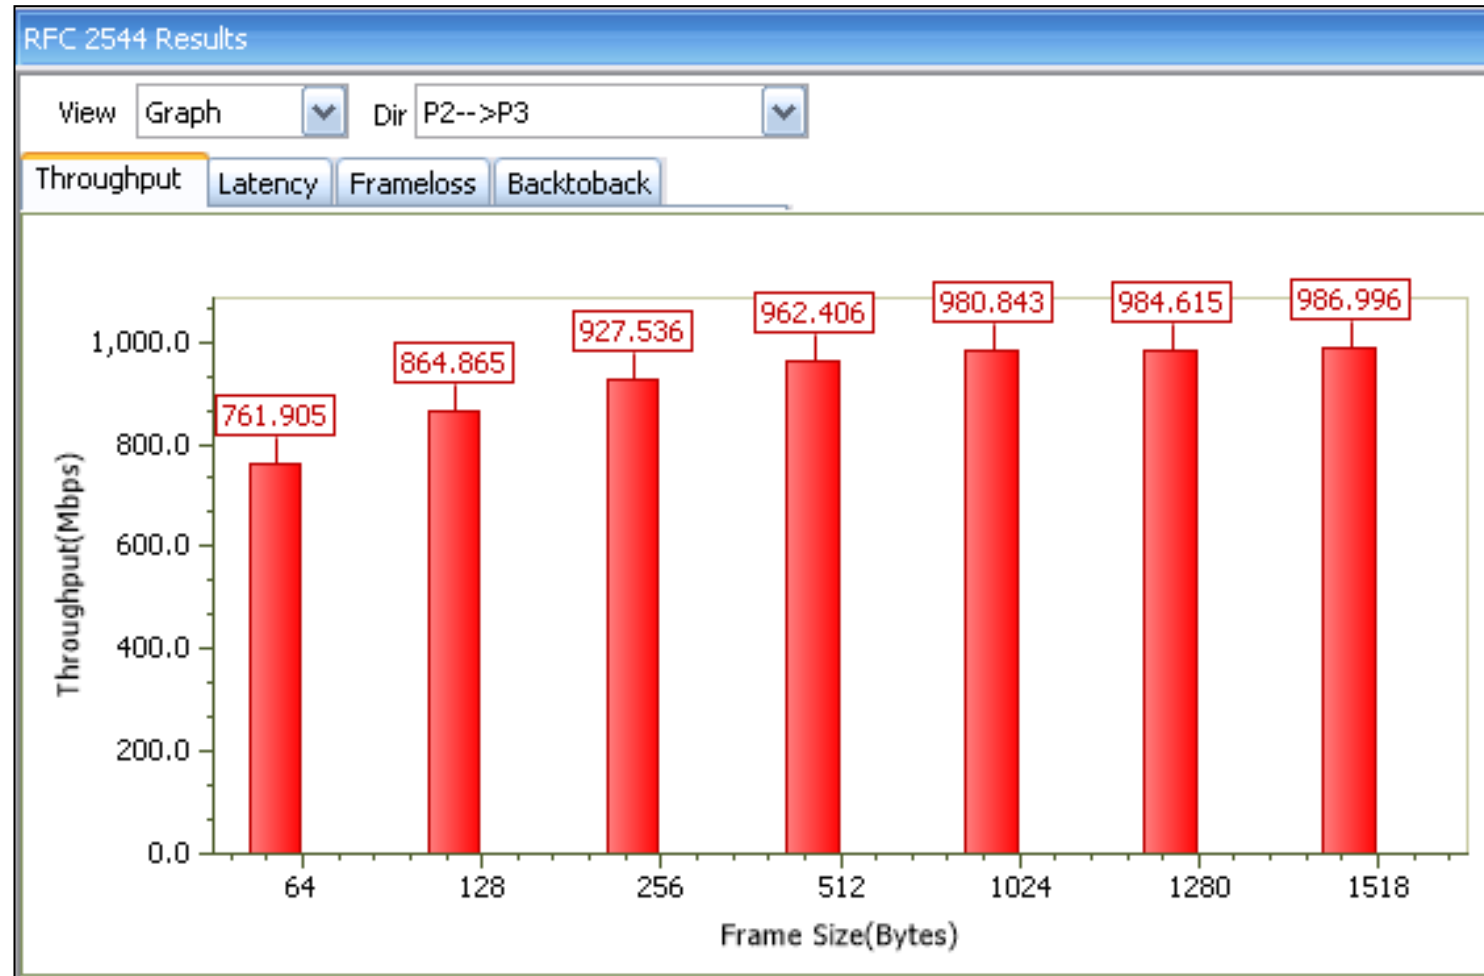 RFC 2544 Results
View Graph Dir P2-->P3
Throughput Latency Frameloss Backtoback
761.905 864.865 927.536 962.406 980.843 984.615 986.996
1,000.0
800.0
600.0
400.0
200.0
0.0
Throughput(Mbps)
64 128 256 512 1024 1280 1518
Frame Size(Bytes)